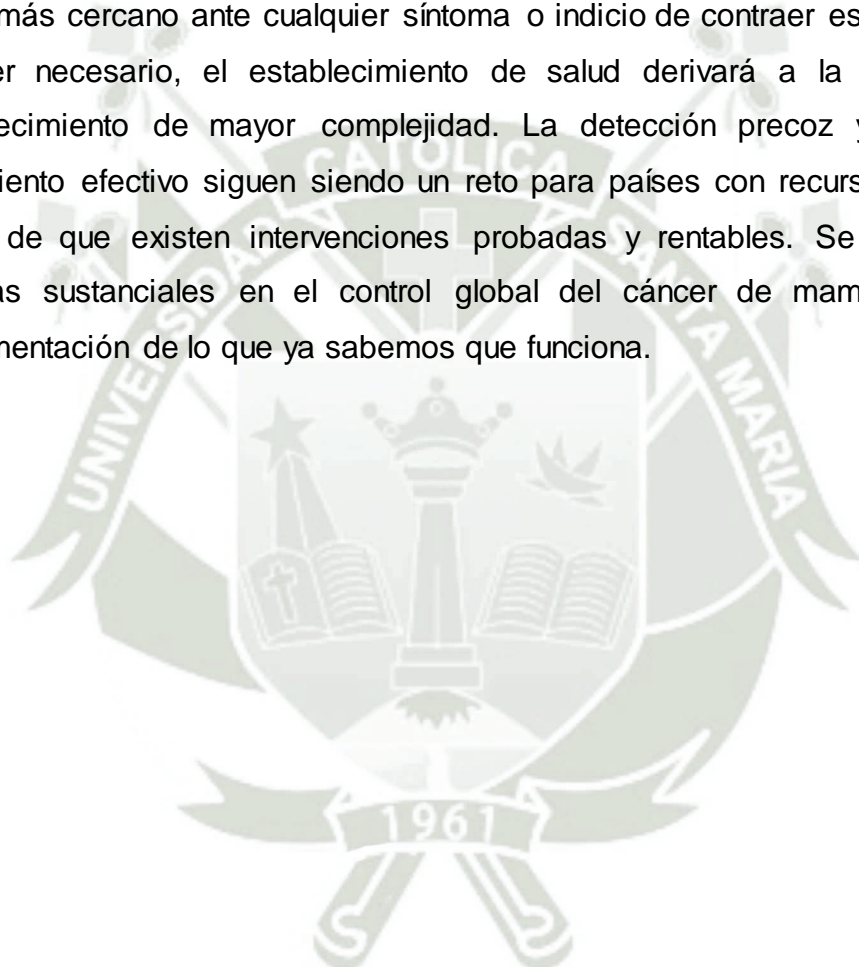 más cercano ante cualquier síntoma o indicio de contraer es
er necesario, el establecimiento de salud derivará a la
ecimiento de mayor complejidad. La detección precoz y
iento efectivo siguen siendo un reto para países con recurs
de que existen intervenciones probadas y rentables. Se
as sustanciales en el control global del cáncer de mam
mentación de lo que ya sabemos que funciona.
UNIVERSIDAD CATOLICA SANTA MARIA
1961